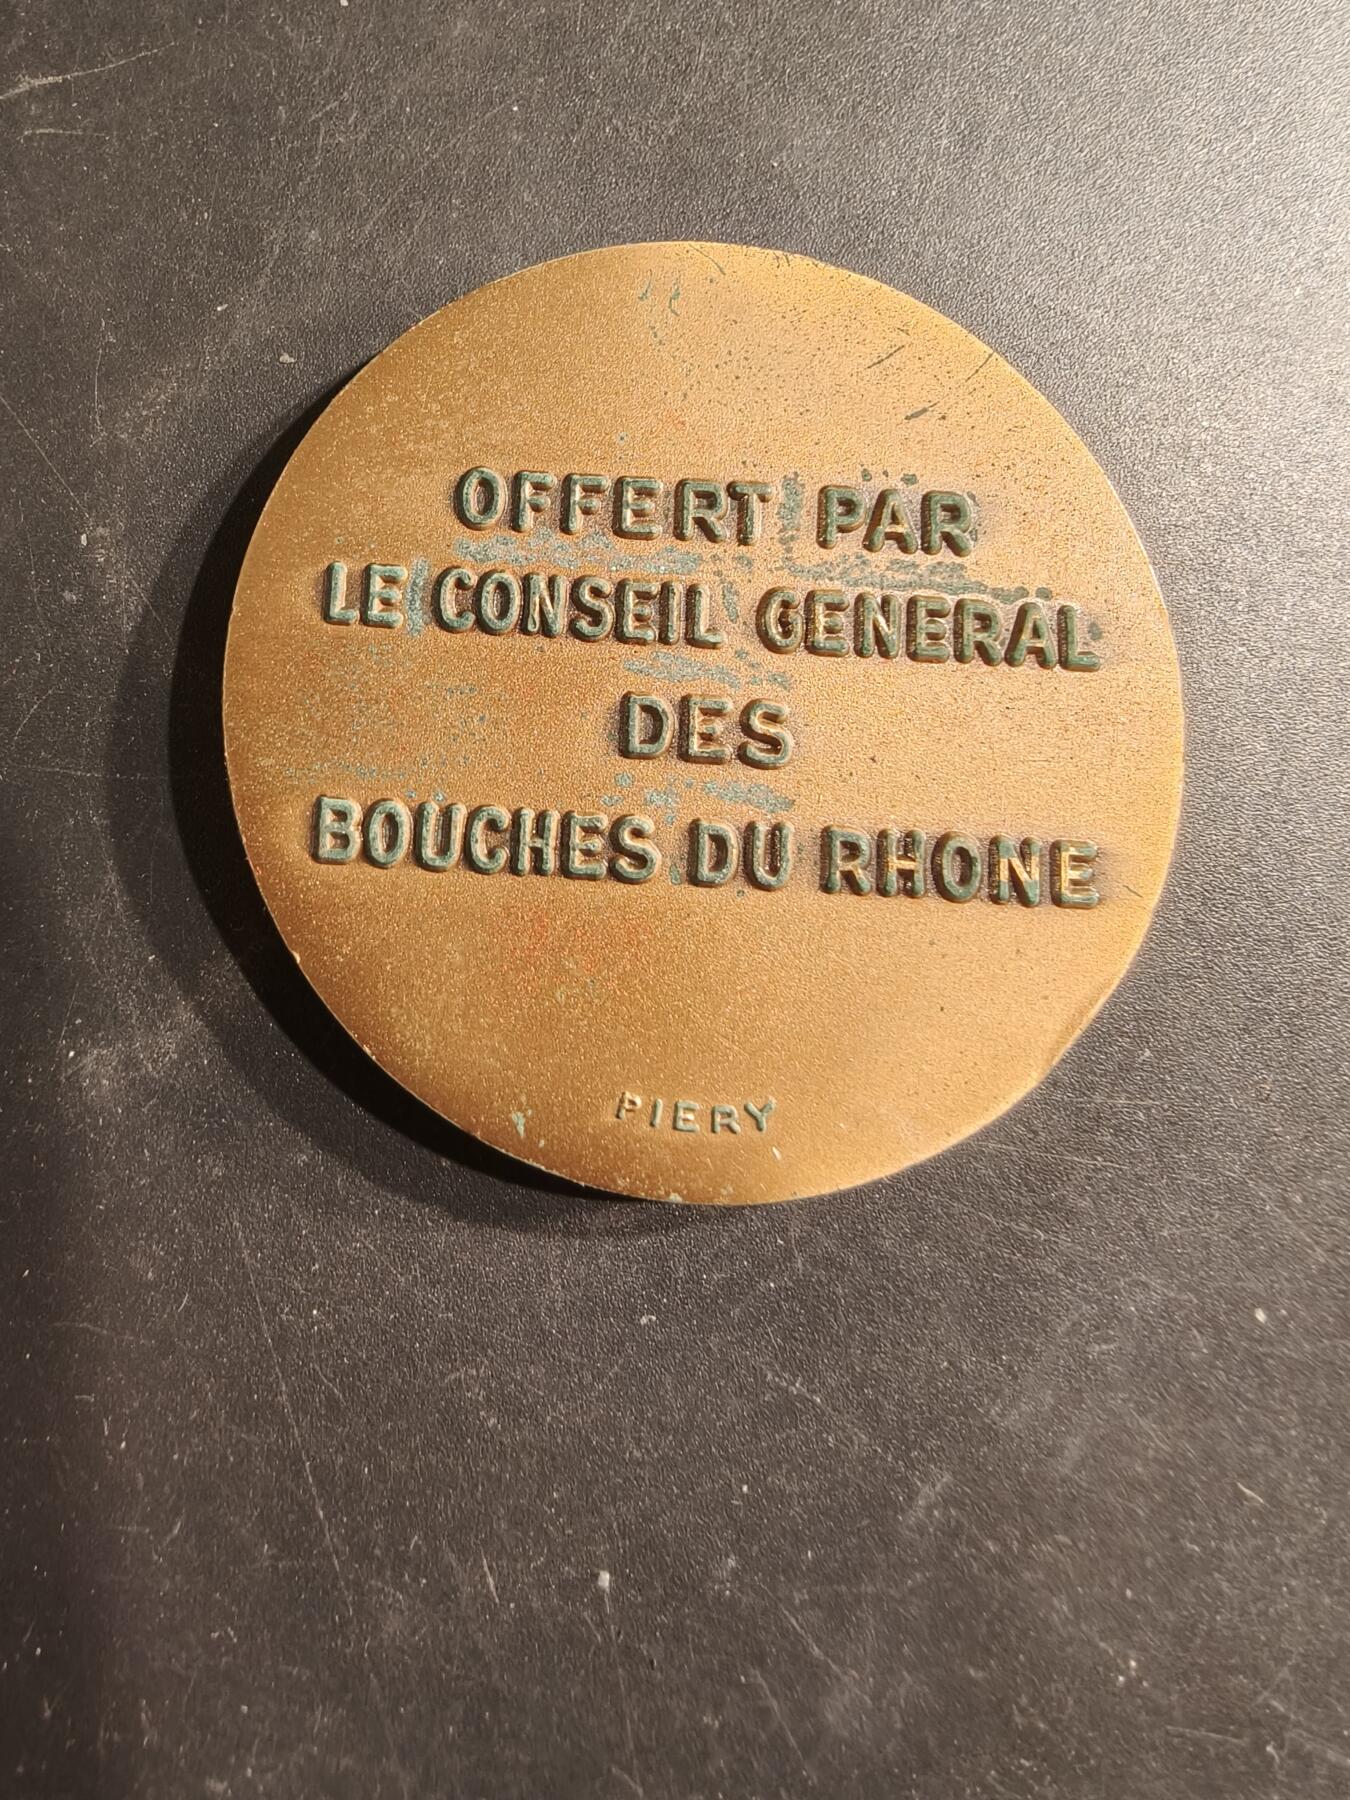 OFFERT PAR
LE CONSEIL GENERAL
DES
BOUCHES DU RHONE
PIERY